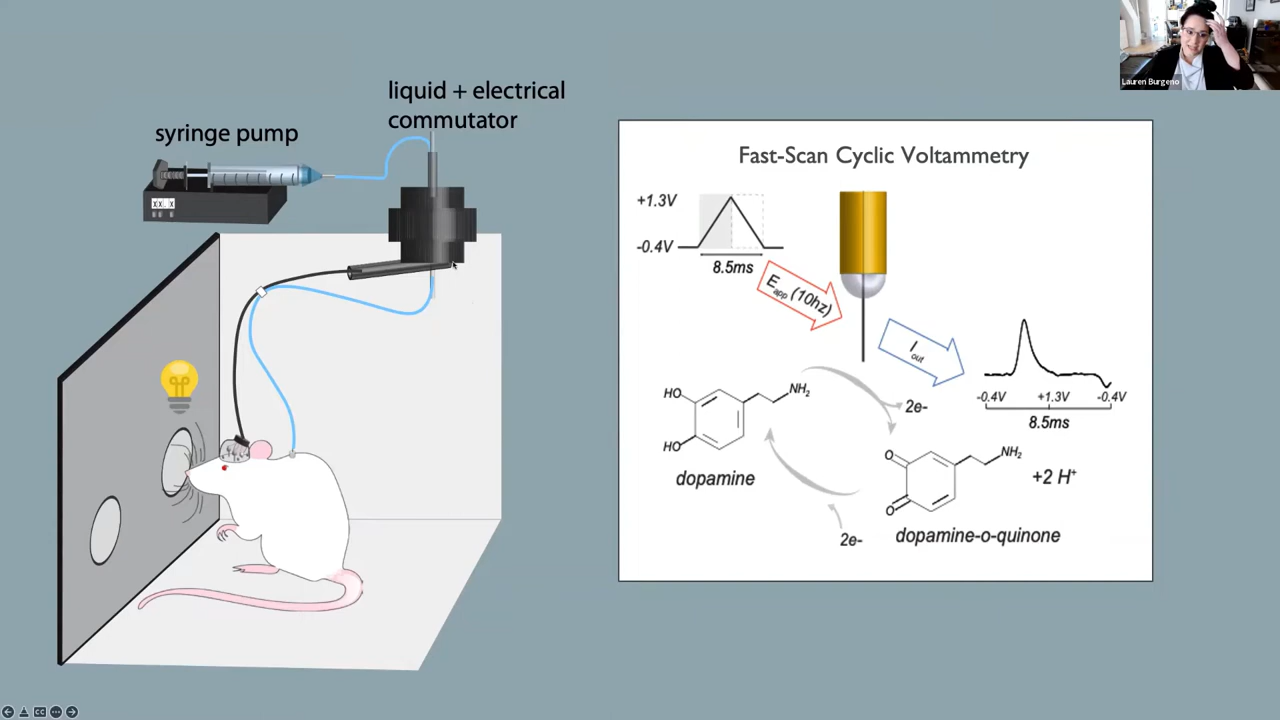 Lauren Burgeno
liquid + electrical
commutator
syringe pump
XX.X
Fast-Scan Cyclic Voltammetry
+1.3V
-0.4V
8.5ms
Eapp (10hz)
Iout
-0.4V +1.3V -0.4V
8.5ms
HO
NH2
HO
dopamine
2e-
O
NH2
O
+2 H+
dopamine-o-quinone
2e-
CC